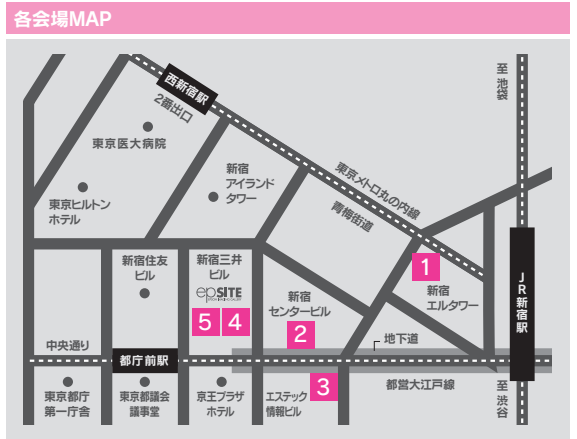 各会場MAP
西新宿駅
2番出口
至
池
袋
東京医大病院
新宿
アイランド
タワー
東京メトロ丸の内線
青梅街道
東京ヒルトン
ホテル
新宿住友
ビル
新宿三井
ビル
epSITE
5 4
新宿
センタービル
2
1
新宿
エルタワー
JR新宿駅
中央通り
都庁前駅
地下道
東京都庁
第一庁舎
東京都議会
議事堂
京王プラザ
ホテル
エステック
情報ビル
3
都営大江戸線
至
渋
谷